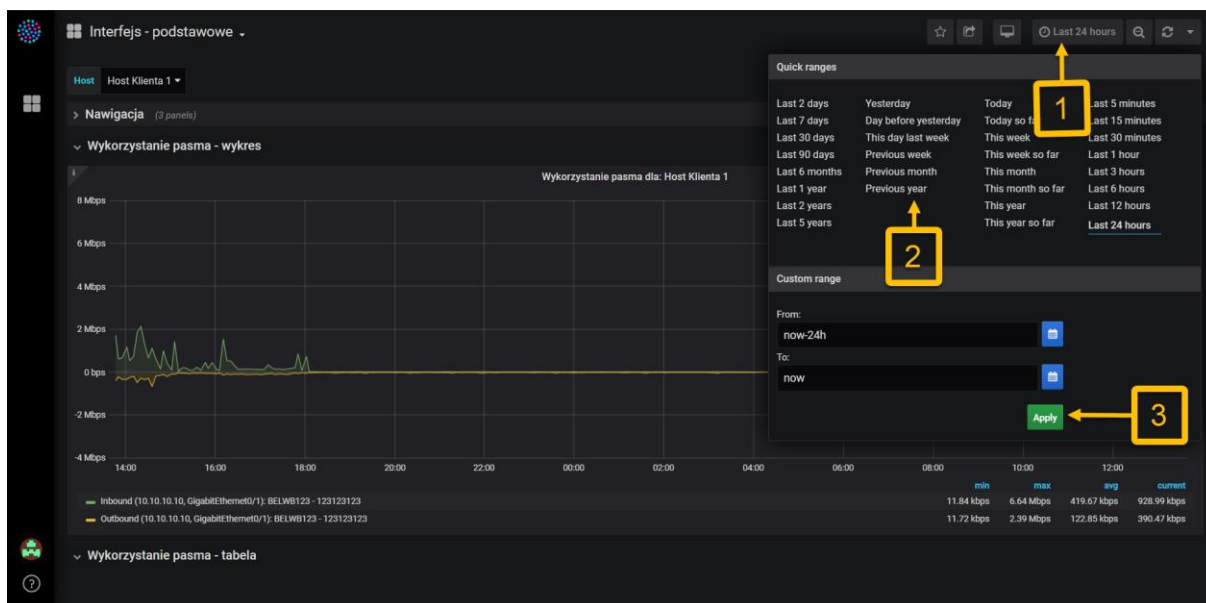 Interfejs - podstawowe
Last 24 hours
Host Host Klienta 1
Nawigacja (3 panels)
Wykorzystanie pasma - wykres
i
Wykorzystanie pasma dla: Host Klienta 1
8 Mbps
6 Mbps
4 Mbps
2 Mbps
0 bps
-2 Mbps
-4 Mbps
14:00 16:00 18:00 20:00 22:00 00:00 02:00 04:00 06:00 08:00 10:00 12:00
min max avg current
Inbound (10.10.10.10, GigabitEthernet0/1): BELWB123 - 123123123 11.84 kbps 6.64 Mbps 419.67 kbps 928.99 kbps
Outbound (10.10.10.10, GigabitEthernet0/1): BELWB123 - 123123123 11.72 kbps 2.39 Mbps 122.85 kbps 390.47 kbps
Wykorzystanie pasma - tabela
?
Quick ranges
Last 2 days Yesterday Today Last 5 minutes
Last 7 days Day before yesterday Today so fa Last 15 minutes
Last 30 days This day last week This week Last 30 minutes
Last 90 days Previous week This week so far Last 1 hour
Last 6 months Previous month This month Last 3 hours
Last 1 year Previous year This month so far Last 6 hours
Last 2 years This year Last 12 hours
Last 5 years This year so far Last 24 hours
1
2
Custom range
From:
now-24h
To:
now
Apply
3